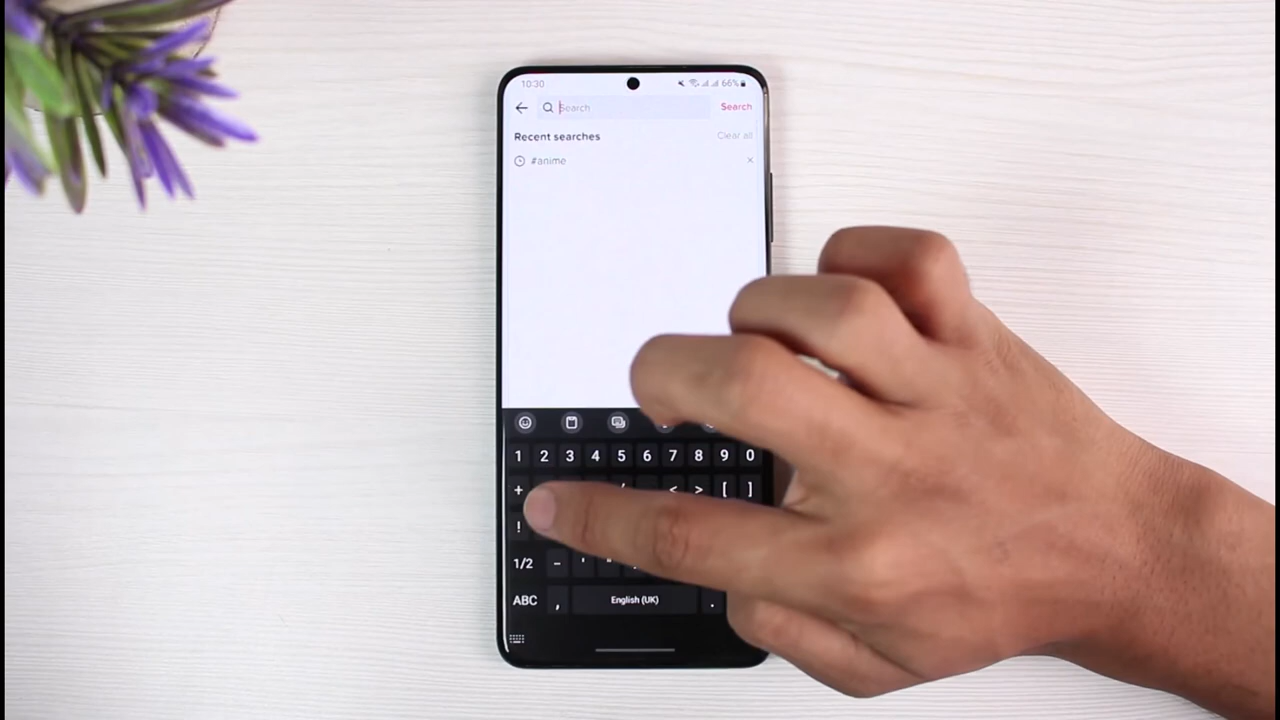 10:30 66%
Search Search
Recent searches Clear all
#anime ×
1 2 3 4 5 6 7 8 9 0
+ < > [ ]
!
1/2 - ' "
ABC , English (UK) .